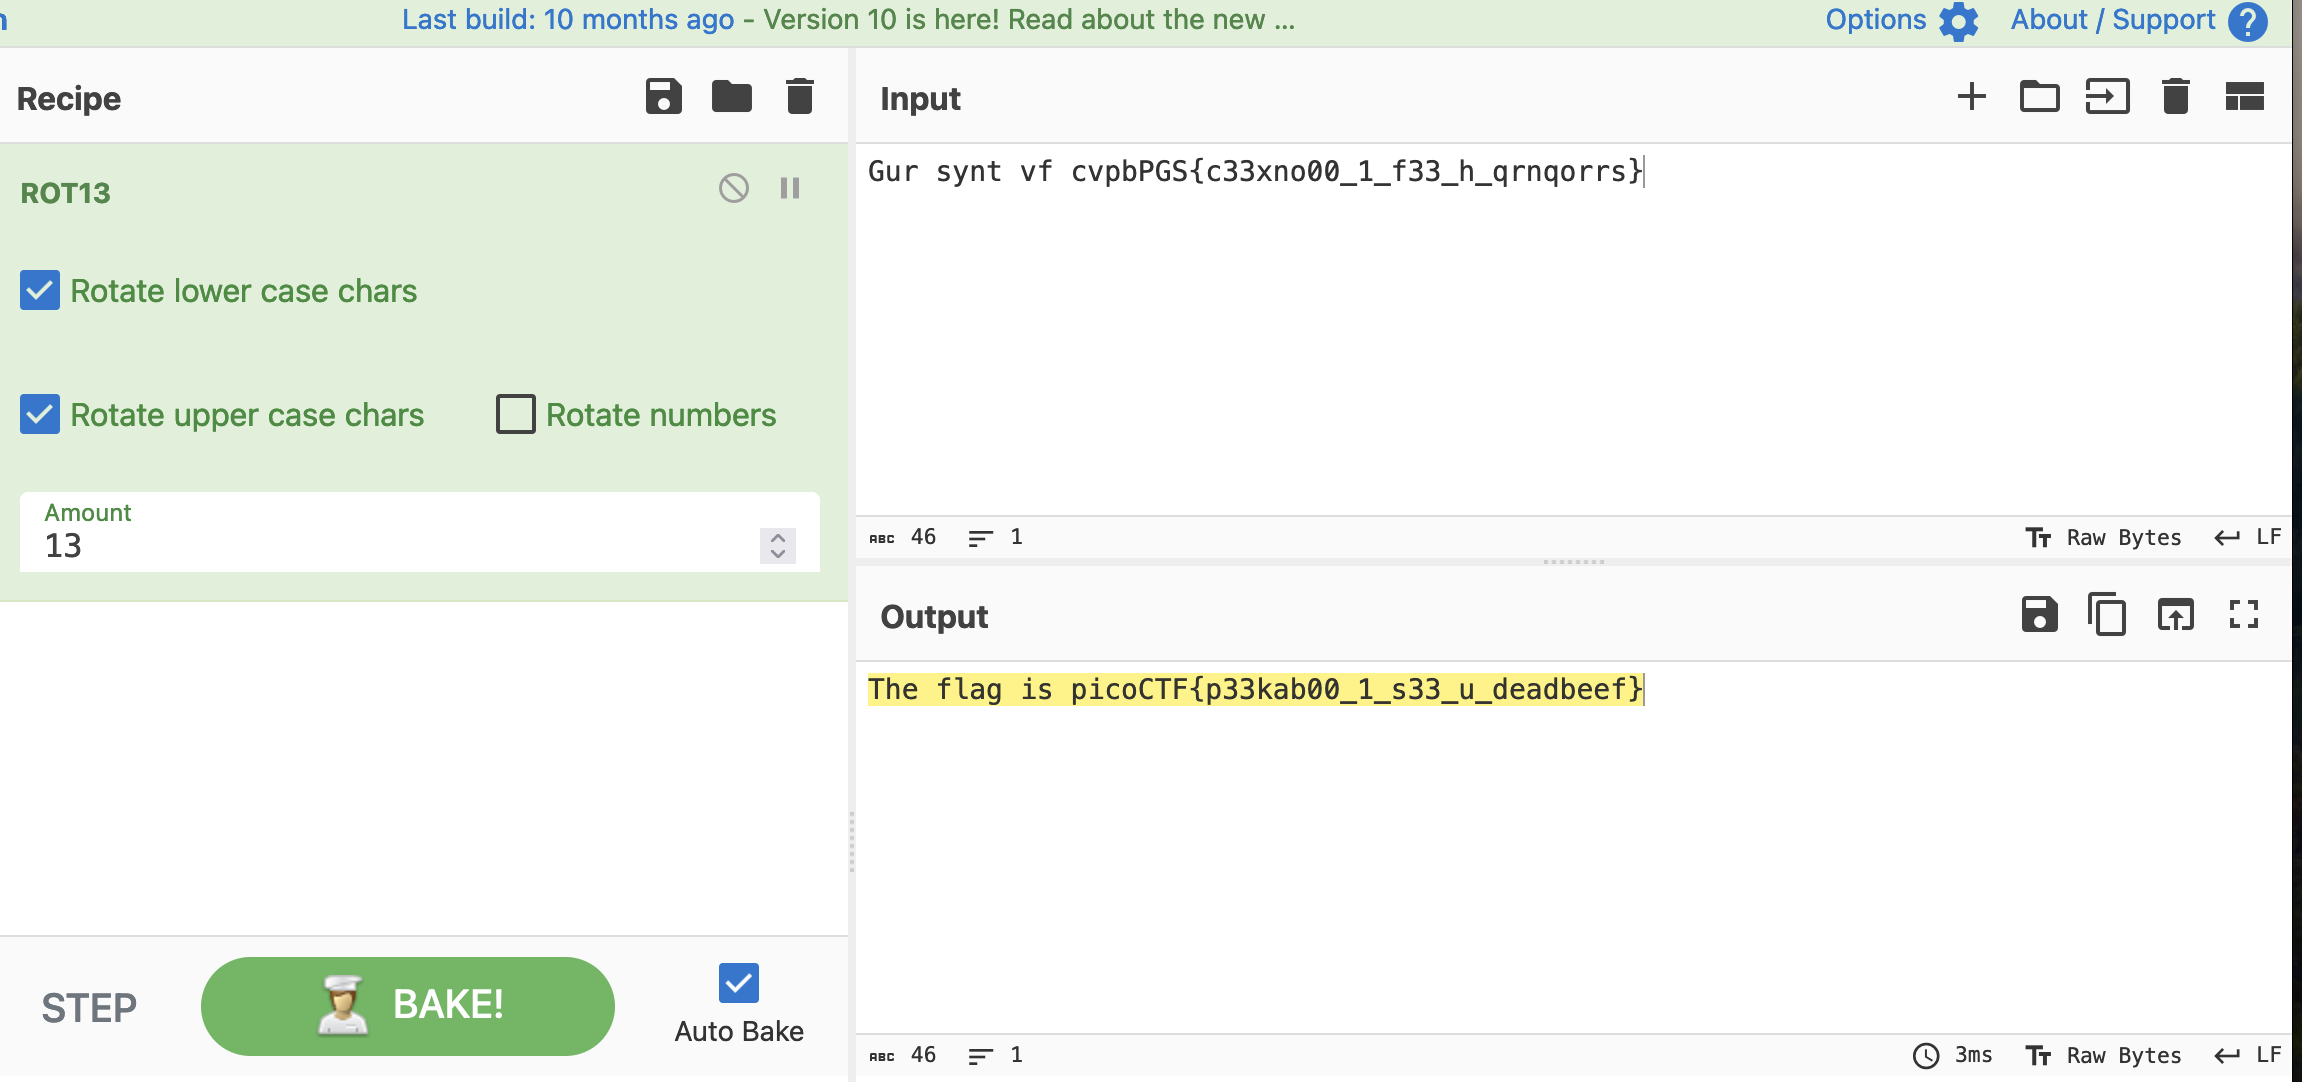 Last build: 10 months ago - Version 10 is here! Read about the new ...
Options
About / Support
Recipe
ROT13
Rotate lower case chars
Rotate upper case chars
Rotate numbers
Amount
13
STEP
BAKE!
Auto Bake
Input
Gur synt vf cvpbPGS{c33xno00_1_f33_h_qrnqorrs}
ABC 46 1
Raw Bytes LF
Output
The flag is picoCTF{p33kab00_1_s33_u_deadbeef}
ABC 46 1
3ms Raw Bytes LF